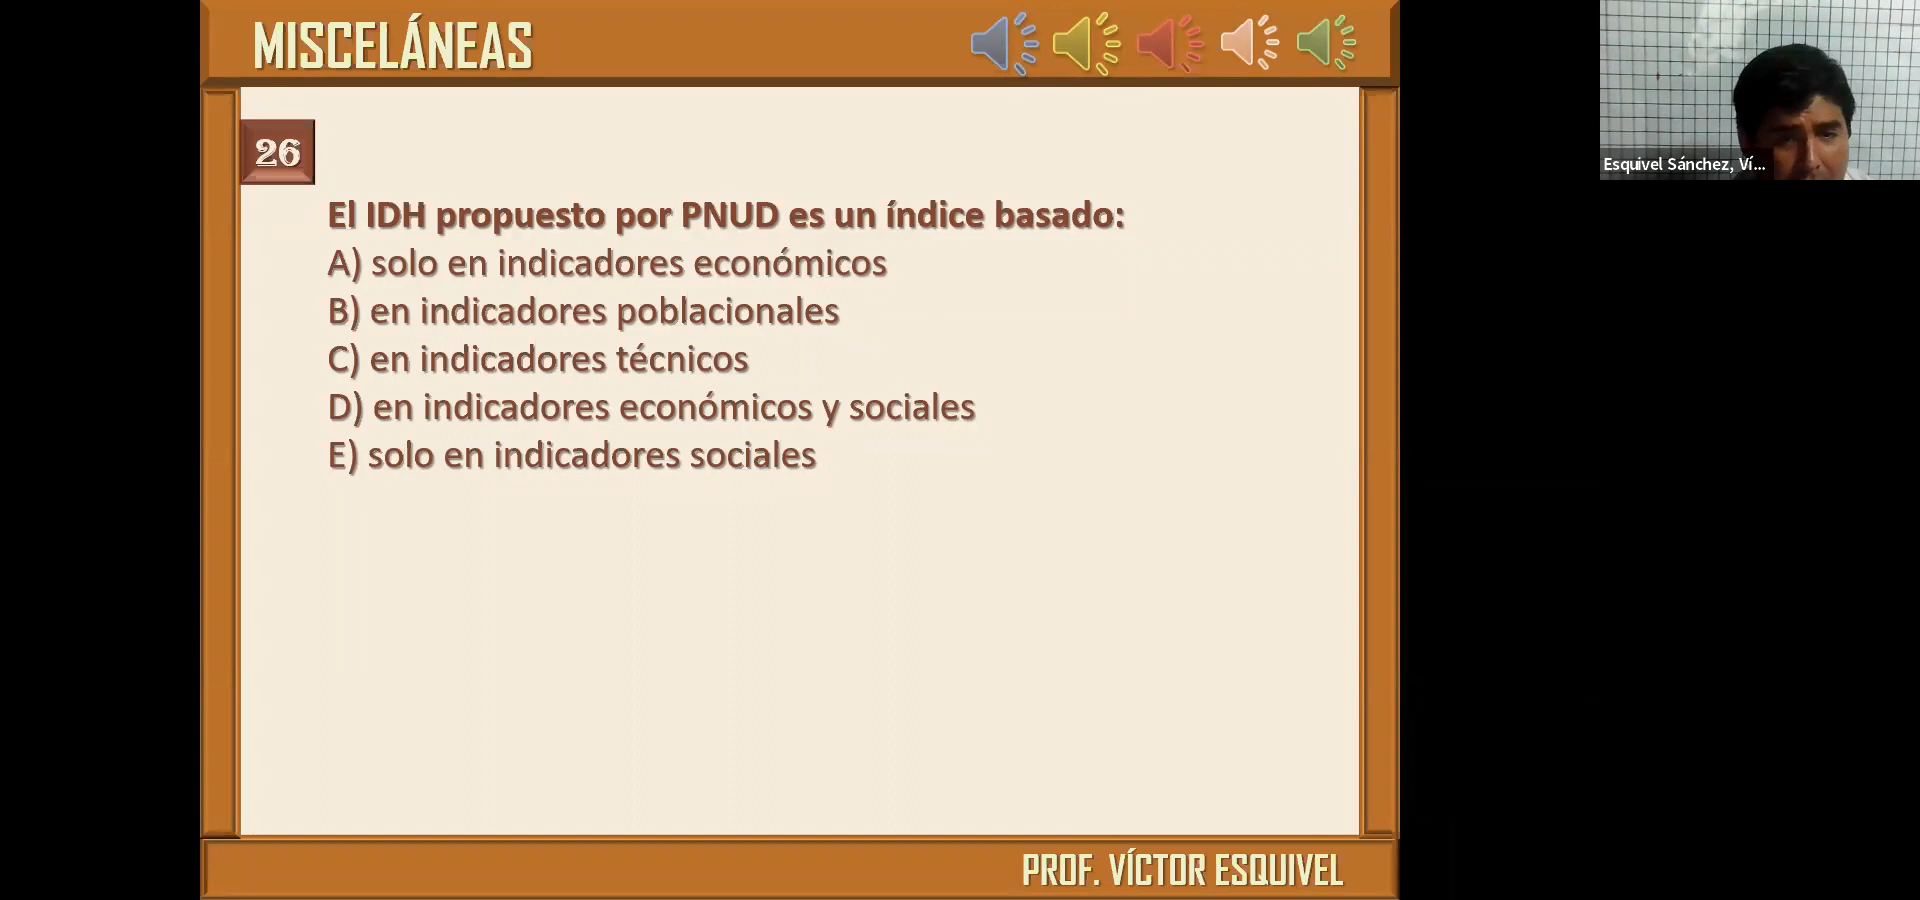 MISCELÁNEAS
26
El IDH propuesto por PNUD es un índice basado:
A) solo en indicadores económicos
B) en indicadores poblacionales
C) en indicadores técnicos
D) en indicadores económicos y sociales
E) solo en indicadores sociales
PROF. VÍCTOR ESQUIVEL
Esquivel Sánchez, Ví...